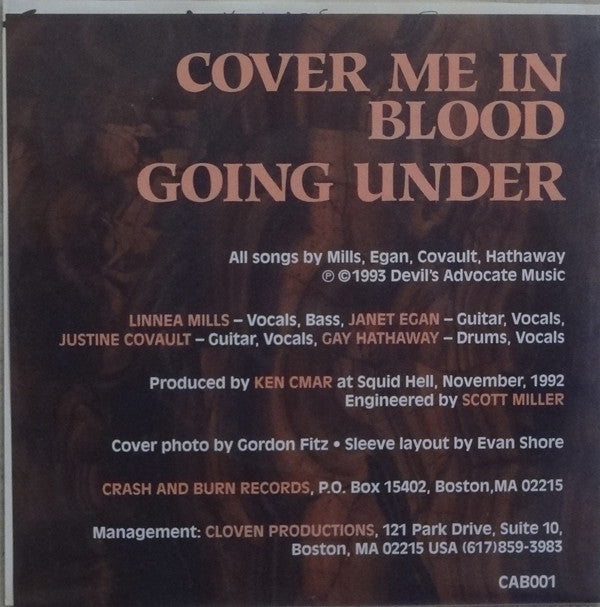 COVER ME IN
BLOOD
GOING UNDER
All songs by Mills, Egan, Covault, Hathaway
℗ ©1993 Devil's Advocate Music
LINNEA MILLS – Vocals, Bass, JANET EGAN – Guitar, Vocals,
JUSTINE COVAULT – Guitar, Vocals, GAY HATHAWAY – Drums, Vocals
Produced by KEN CMAR at Squid Hell, November, 1992
Engineered by SCOTT MILLER
Cover photo by Gordon Fitz • Sleeve layout by Evan Shore
CRASH AND BURN RECORDS, P.O. Box 15402, Boston,MA 02215
Management: CLOVEN PRODUCTIONS, 121 Park Drive, Suite 10,
Boston, MA 02215 USA (617)859-3983
CAB001